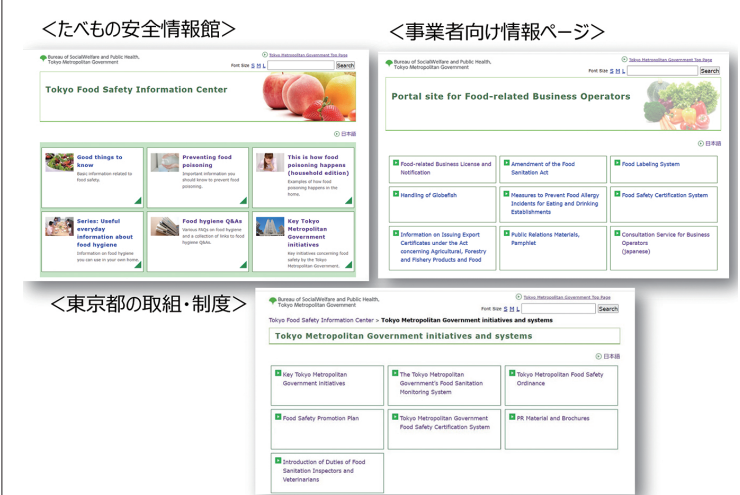 <たべもの安全情報館>
Bureau of SocialWelfare and Public Health,
Tokyo Metropolitan Government
Tokyo Metropolitan Government Top Page
Font Size S M L
Search
Tokyo Food Safety Information Center
日本語
Good things to
know
Basic information related to
food safety.
Preventing food
poisoning
Important information you
should know to prevent food
poisoning.
This is how food
poisoning happens
(household edition)
Examples of how food
poisoning happens in the
home.
Series: Useful
everyday
information about
food hygiene
Information on food hygiene
you can use in your own home.
Food hygiene Q&As
Various FAQs on food hygiene
and a collection of links to food
hygiene Q&As.
Key Tokyo
Metropolitan
Government
initiatives
Key initiatives concerning food
safety by the Tokyo
Metropolitan Government.
<事業者向け情報ページ>
Bureau of SocialWelfare and Public Health,
Tokyo Metropolitan Government
Tokyo Metropolitan Government Top Page
Font Size S M L
Search
Portal site for Food-related Business Operators
日本語
Food-related Business License and
Notification
Amendment of the Food
Sanitation Act
Food Labeling System
Handling of Globefish
Measures to Prevent Food Allergy
Incidents for Eating and Drinking
Establishments
Food Safety Certification System
Information on Issuing Export
Certificates under the Act
concerning Agricultural, Forestry
and Fishery Products and Food
Public Relations Materials,
Pamphlet
Consultation Service for Business
Operators
(japanese)
<東京都の取組・制度>
Bureau of SocialWelfare and Public Health,
Tokyo Metropolitan Government
Tokyo Metropolitan Government Top Page
Font Size S M L
Search
Tokyo Food Safety Information Center > Tokyo Metropolitan Government initiatives and systems
Tokyo Metropolitan Government initiatives and systems
日本語
Key Tokyo Metropolitan
Government Initiatives
The Tokyo Metropolitan
Government's Food Sanitation
Monitoring System
Tokyo Metropolitan Food Safety
Ordinance
Food Safety Promotion Plan
Tokyo Metropolitan Government
Food Safety Certification System
PR Material and Brochures
Introduction of Duties of Food
Sanitation Inspectors and
Veterinarians